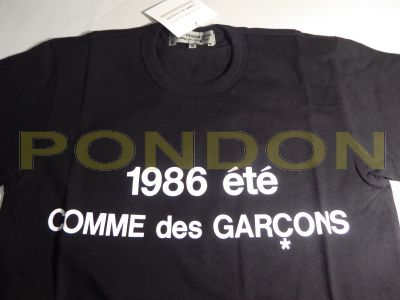 PONDON
1986 été
COMME des GARÇONS
*